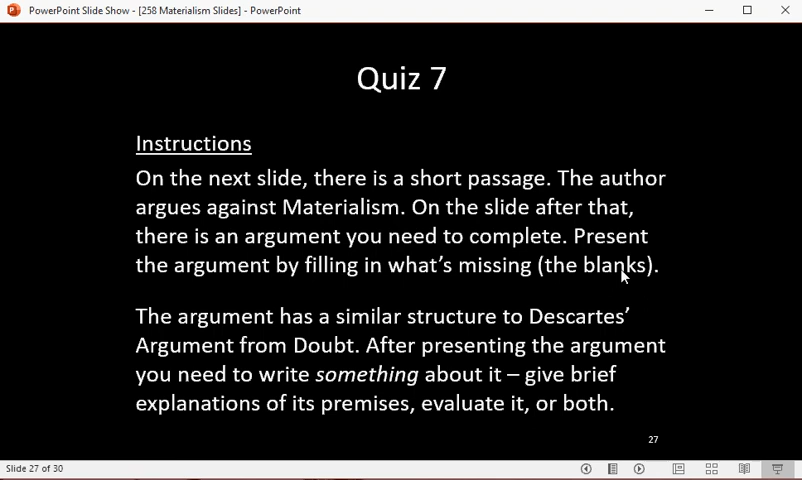 PowerPoint Slide Show - [258 Materialism Slides] - PowerPoint
Quiz 7
Instructions
On the next slide, there is a short passage. The author
argues against Materialism. On the slide after that,
there is an argument you need to complete. Present
the argument by filling in what's missing (the blanks).
The argument has a similar structure to Descartes'
Argument from Doubt. After presenting the argument
you need to write something about it – give brief
explanations of its premises, evaluate it, or both.
27
Slide 27 of 30